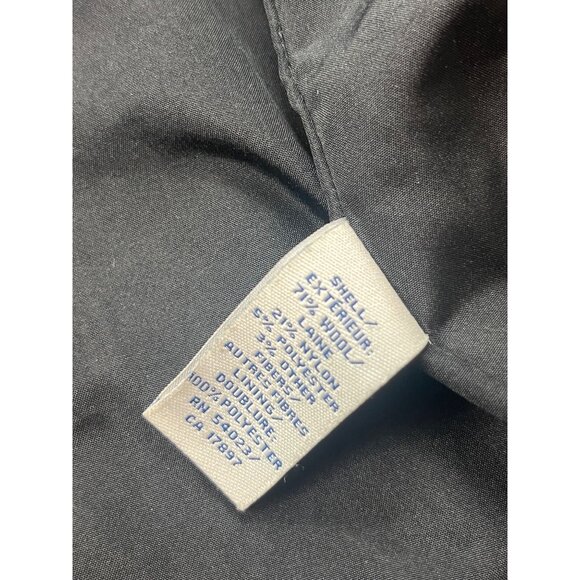 SHELL/
EXTERIEUR:
71% WOOL/
LAINE
21% NYLON
5% POLYESTER
3% OTHER
FIBERS/
AUTRES FIBRES
LINING/
DOUBLURE:
100% POLYESTER
RN 54023/
CA 17897